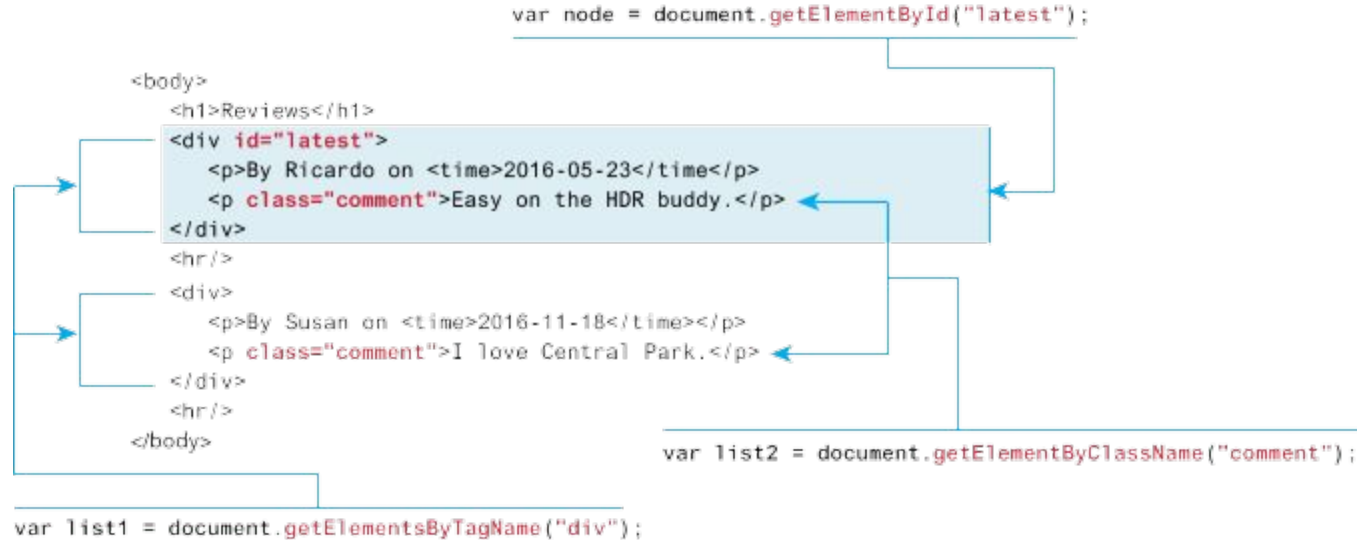 var node = document.getElementById("latest");
<body>
<h1>Reviews</h1>
<div id="latest">
<p>By Ricardo on <time>2016-05-23</time</p>
<p class="comment">Easy on the HDR buddy.</p>
</div>
<hr/>
<div>
<p>By Susan on <time>2016-11-18</time></p>
<p class="comment">I love Central Park.</p>
</div>
<hr/>
</body>
var list2 = document.getElementByClassName("comment");
var list1 = document.getElementsByTagName("div");